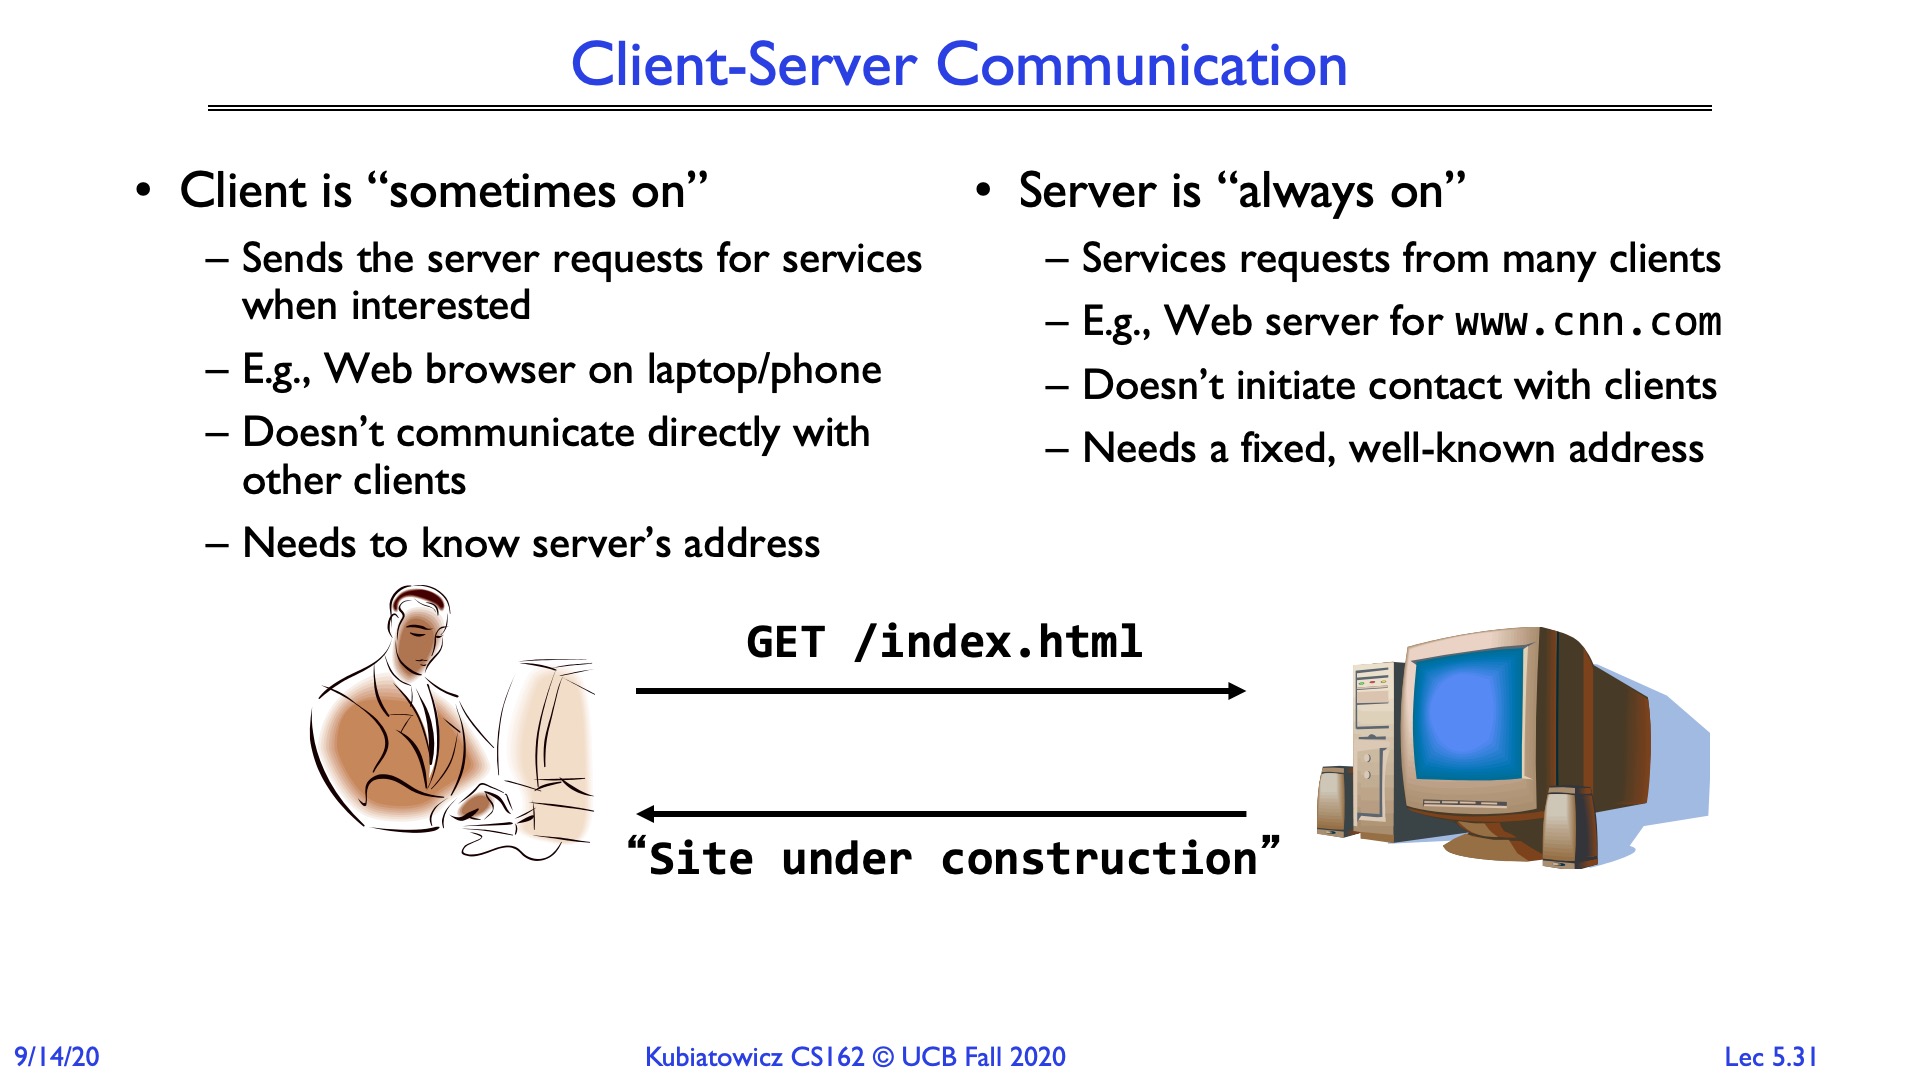 Client-Server Communication
• Client is “sometimes on”
– Sends the server requests for services
when interested
– E.g., Web browser on laptop/phone
– Doesn’t communicate directly with
other clients
– Needs to know server’s address
• Server is “always on”
– Services requests from many clients
– E.g., Web server for www.cnn.com
– Doesn’t initiate contact with clients
– Needs a fixed, well-known address
GET /index.html
“Site under construction”
9/14/20
Kubiatowicz CS162 © UCB Fall 2020
Lec 5.31